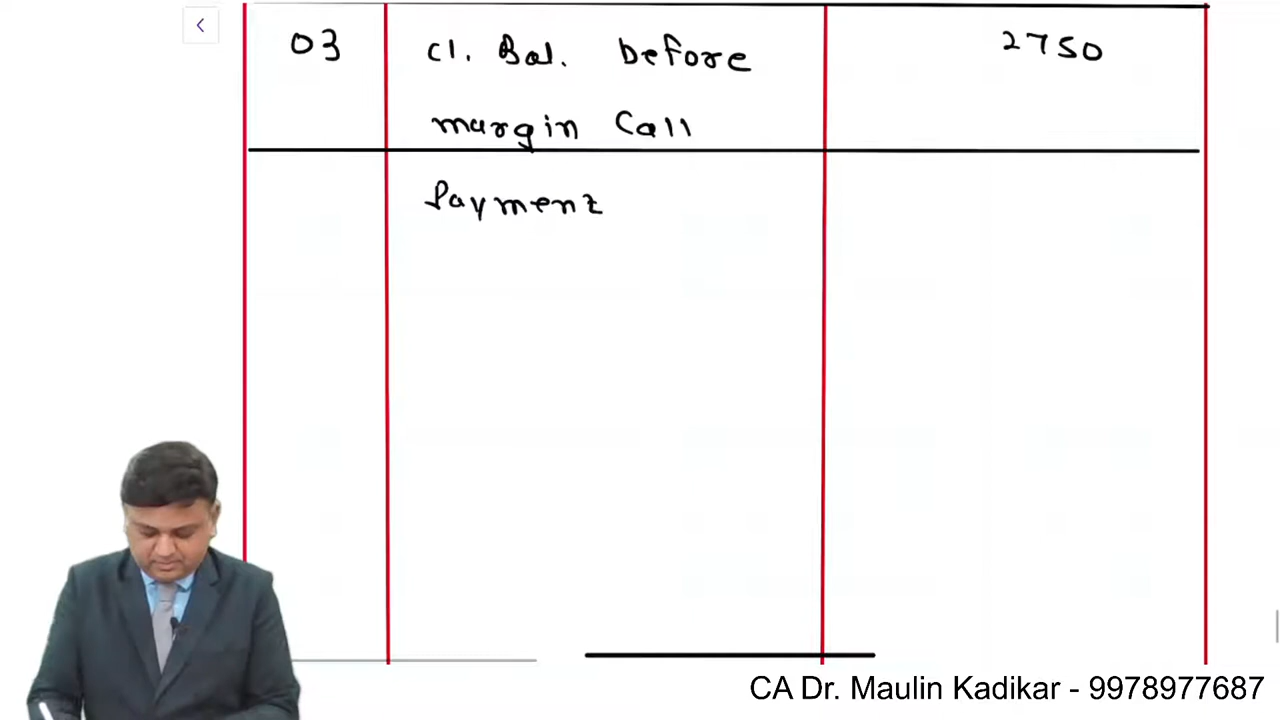 03 Cl. Bal. before 2750
margin Call
Payment
CA Dr. Maulin Kadikar - 9978977687